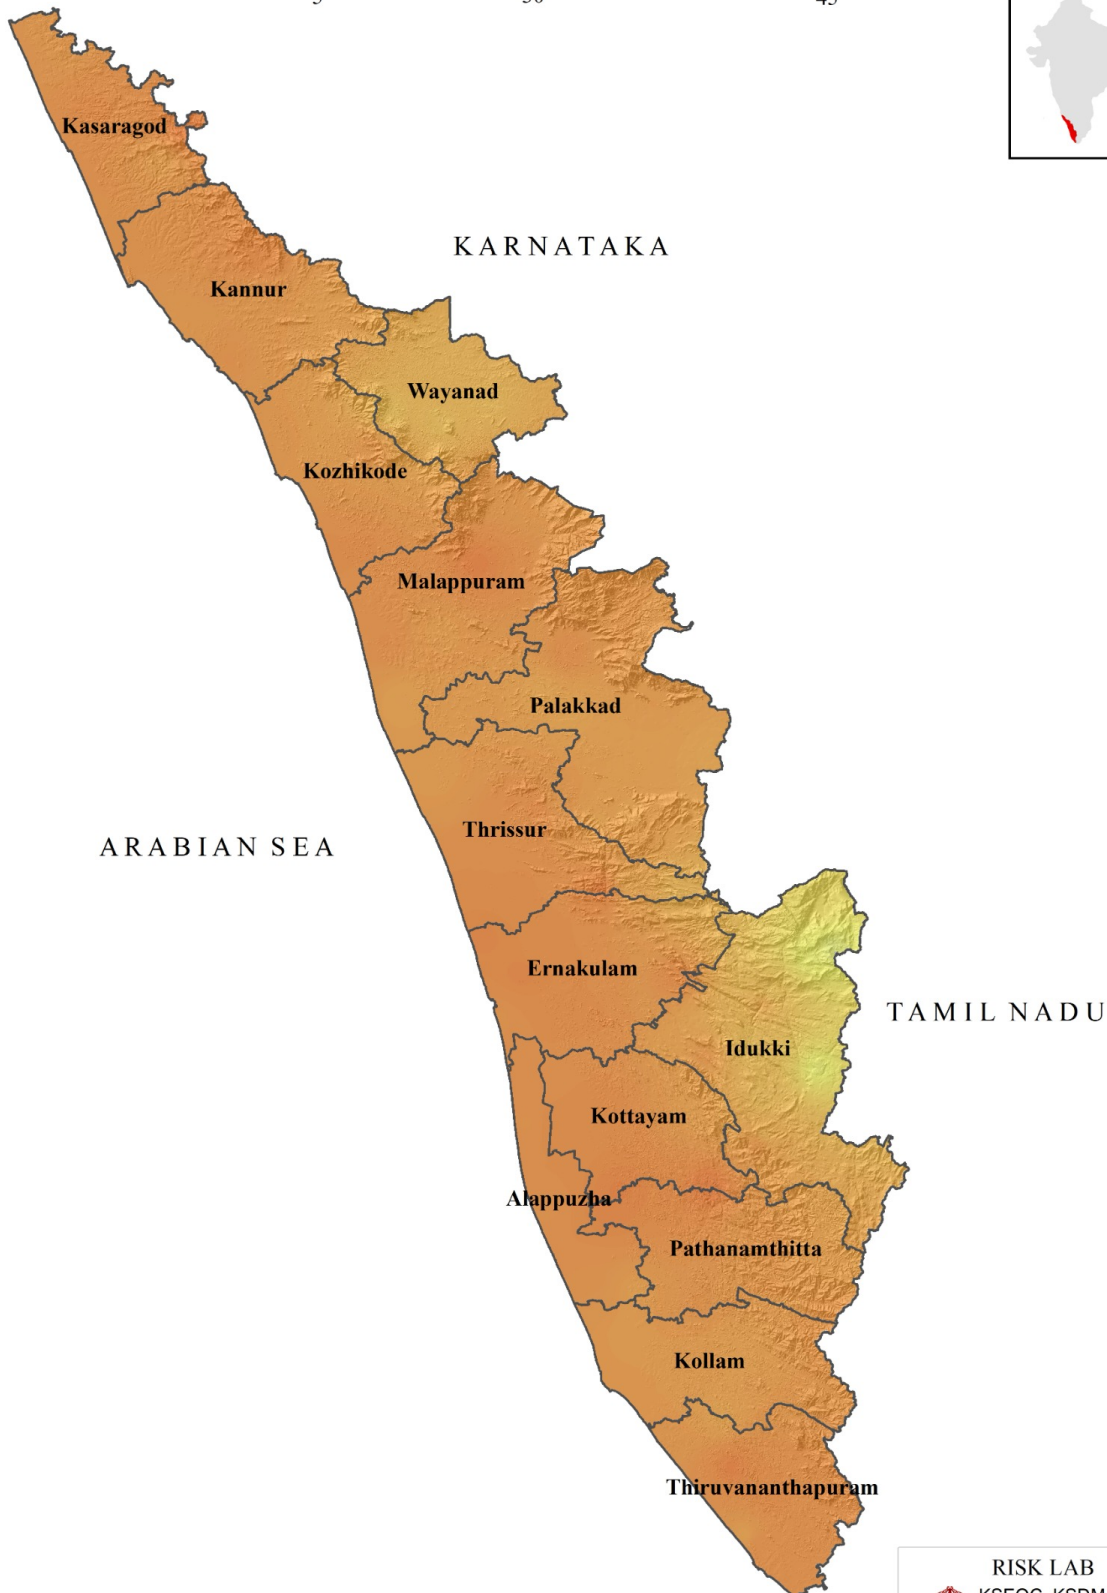 Kasaragod
KARNATAKA
Kannur
Wayanad
Kozhikode
Malappuram
Palakkad
Thrissur
ARABIAN SEA
Ernakulam
TAMIL NADU
Idukki
Kottayam
Alappuzha
Pathanamthitta
Kollam
Thiruvananthapuram
RISK LAB